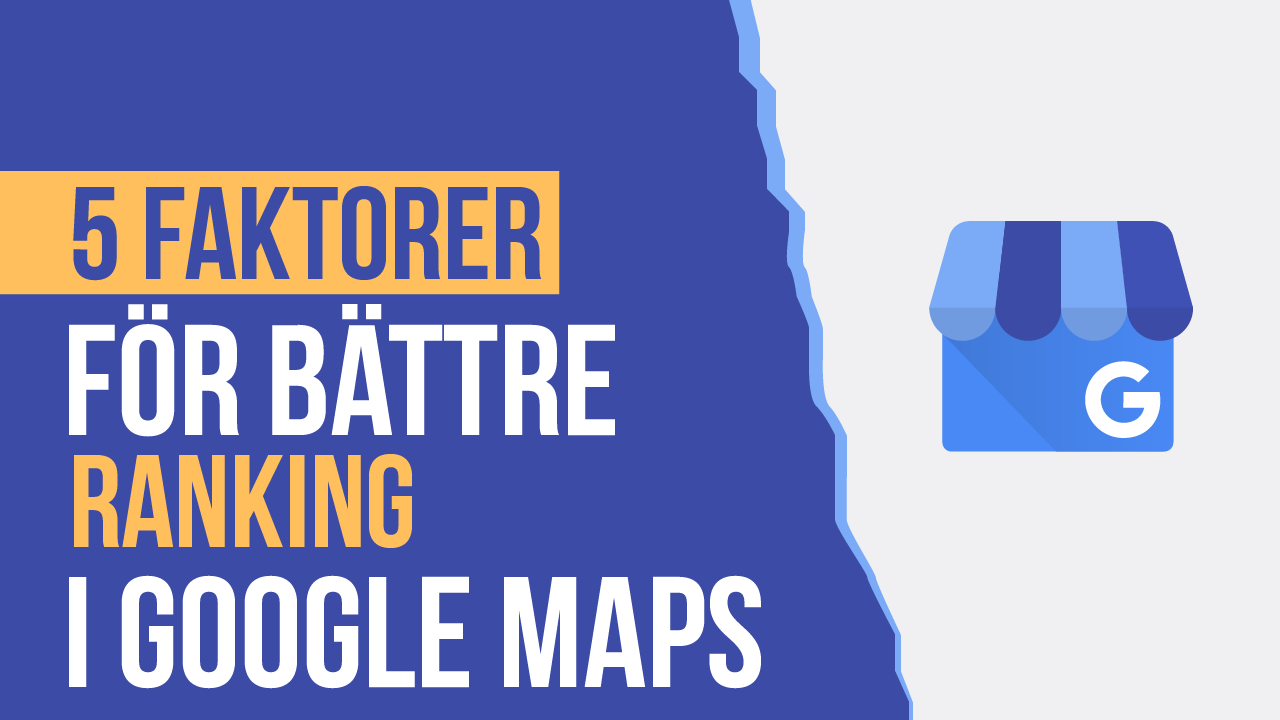 5 FAKTORER
FÖR BÄTTRE
RANKING
I GOOGLE MAPS
G